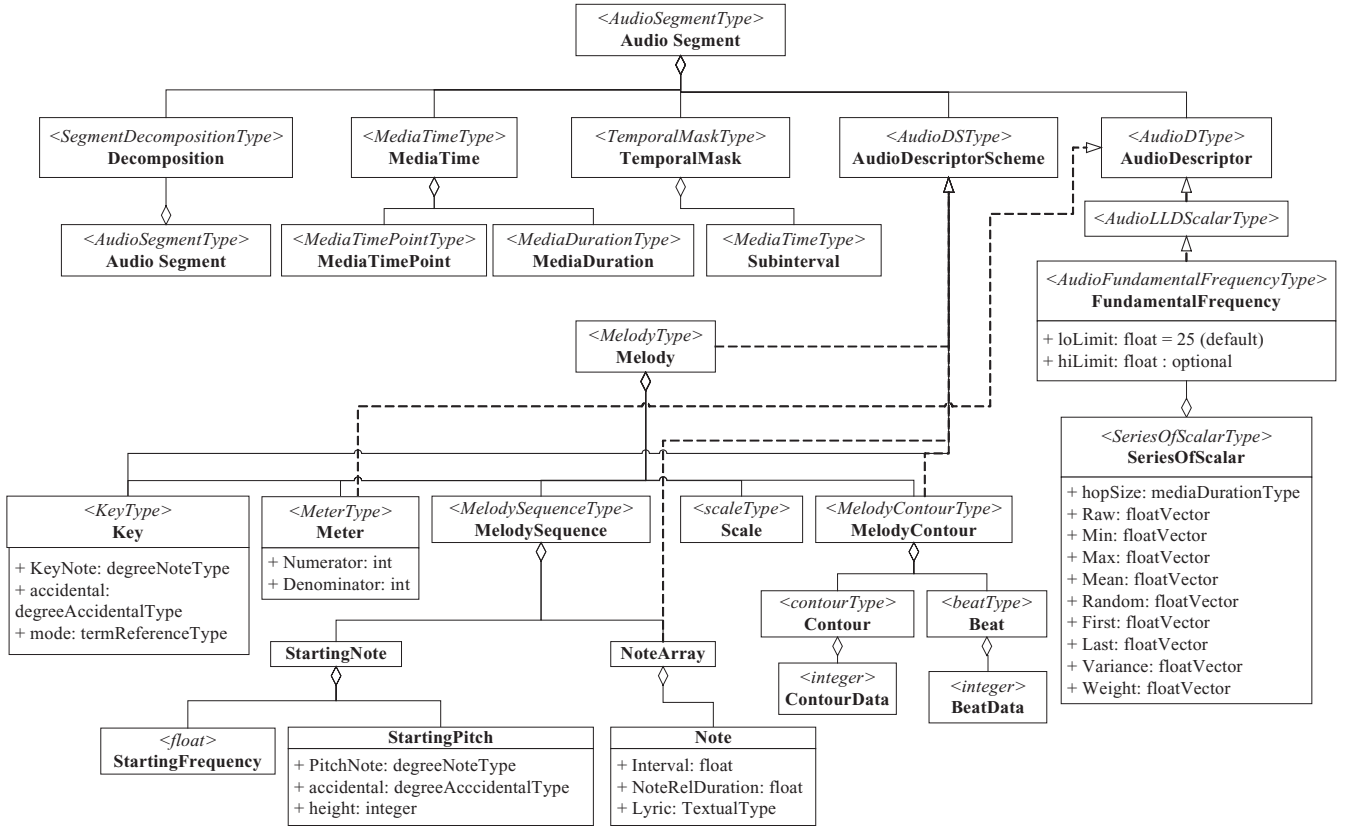 <AudioSegmentType>
Audio Segment
<SegmentDecompositionType>
Decomposition
<MediaTimeType>
MediaTime
<TemporalMaskType>
TemporalMask
<AudioDSType>
AudioDescriptorScheme
<AudioDType>
AudioDescriptor
<AudioSegmentType>
Audio Segment
<MediaTimePointType>
MediaTimePoint
<MediaDurationType>
MediaDuration
<MediaTimeType>
Subinterval
<AudioLLDScalarType>
<AudioFundamentalFrequencyType>
FundamentalFrequency
+ loLimit: float = 25 (default)
+ hiLimit: float : optional
<MelodyType>
Melody
<SeriesOfScalarType>
SeriesOfScalar
+ hopSize: mediaDurationType
+ Raw: floatVector
+ Min: floatVector
+ Max: floatVector
+ Mean: floatVector
+ Random: floatVector
+ First: floatVector
+ Last: floatVector
+ Variance: floatVector
+ Weight: floatVector
<KeyType>
Key
+ KeyNote: degreeNoteType
+ accidental:
degreeAccidentalType
+ mode: termReferenceType
<MeterType>
Meter
+ Numerator: int
+ Denominator: int
<MelodySequenceType>
MelodySequence
<scaleType>
Scale
<MelodyContourType>
MelodyContour
<contourType>
Contour
<beatType>
Beat
StartingNote
NoteArray
<integer>
ContourData
<integer>
BeatData
<float>
StartingFrequency
StartingPitch
+ PitchNote: degreeNoteType
+ accidental: degreeAcccidentalType
+ height: integer
Note
+ Interval: float
+ NoteRelDuration: float
+ Lyric: TextualType